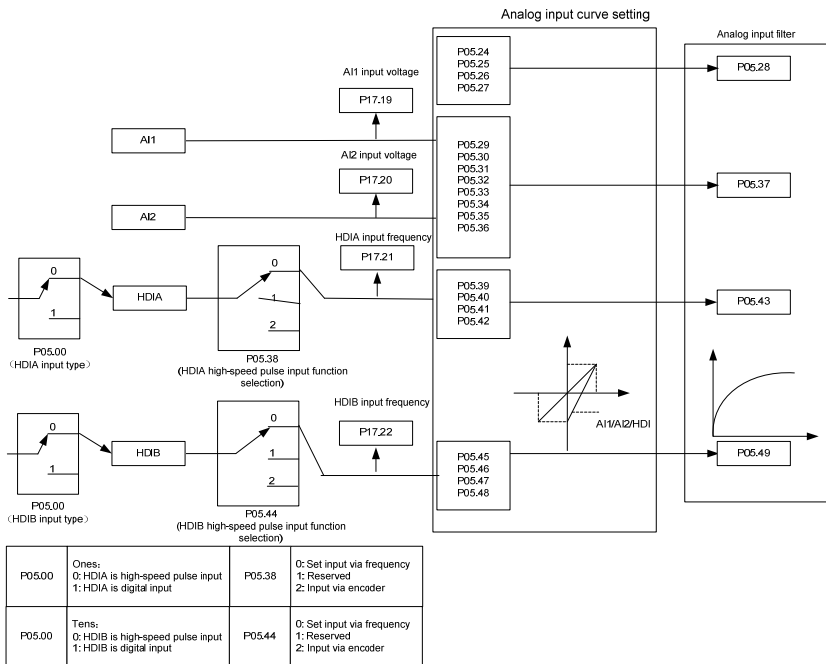 Analog input curve setting
Analog input filter
P05.24
P05.25
P05.26
P05.27
P05.28
AI1 input voltage
P17.19
AI1
AI2 input voltage
P17.20
AI2
P05.29
P05.30
P05.31
P05.32
P05.33
P05.34
P05.35
P05.36
P05.37
HDIA input frequency
P17.21
0
1
P05.00
(HDIA input type)
HDIA
0
1
2
P05.38
(HDIA high-speed pulse input function
selection)
P05.39
P05.40
P05.41
P05.42
P05.43
AI1/AI2/HDI
HDIB input frequency
P17.22
0
1
P05.00
(HDIB input type)
HDIB
0
1
2
P05.44
(HDIB high-speed pulse input function
selection)
P05.45
P05.46
P05.47
P05.48
P05.49
P05.00
Ones:
0: HDIA is high-speed pulse input
1: HDIA is digital input
P05.38
0: Set input via frequency
1: Reserved
2: Input via encoder
P05.00
Tens:
0: HDIB is high-speed pulse input
1: HDIB is digital input
P05.44
0: Set input via frequency
1: Reserved
2: Input via encoder